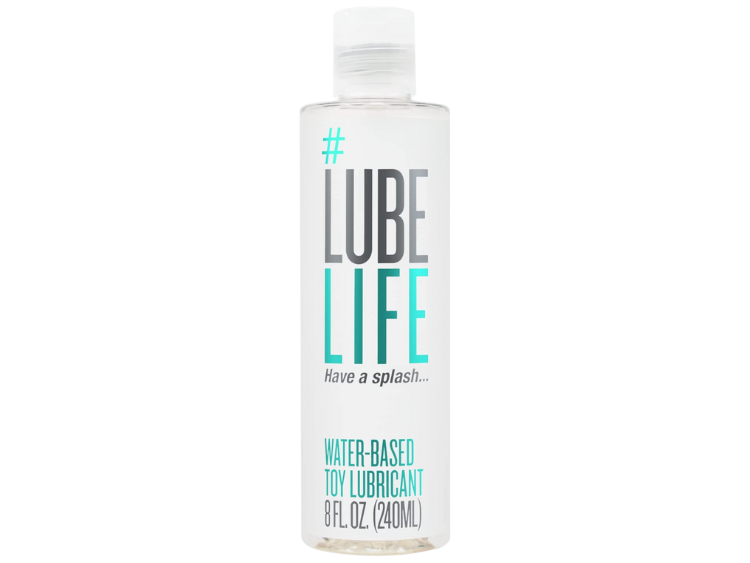 #
LUBE
LIFE
Have a splash...
WATER-BASED
TOY LUBRICANT
8 FL. OZ. (240ML)